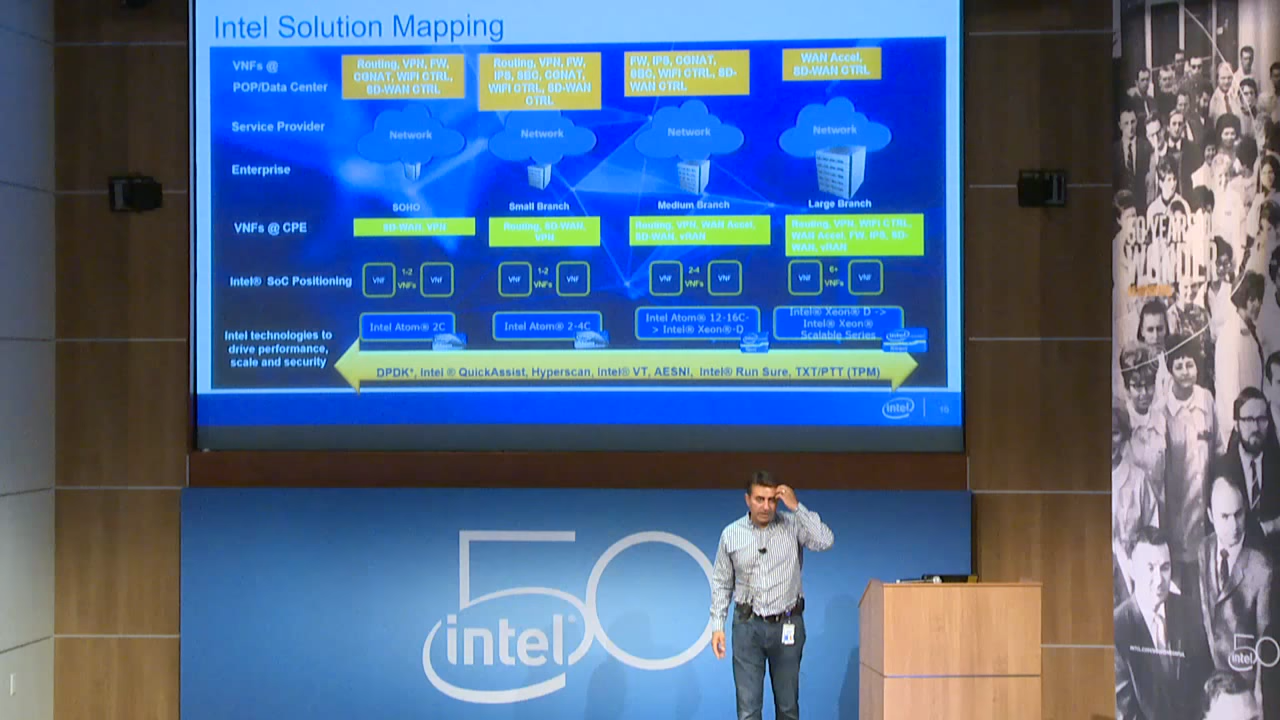 Intel Solution Mapping
VNFs @
POP/Data Center
Routing, VPN, FW,
CGNAT, WIFI CTRL,
SD-WAN CTRL
Routing, VPN, FW,
IPS, SBC, CGNAT,
WIFI CTRL, SD-WAN
CTRL
FW, IPS, CGNAT,
SBC, WIFI CTRL, SD-
WAN CTRL
WAN Accel,
SD-WAN CTRL
Service Provider
Network
Network
Network
Network
Enterprise
SOHO
Small Branch
Medium Branch
Large Branch
VNFs @ CPE
SD-WAN, VPN
Routing, SD-WAN,
VPN
Routing, VPN, WAN Accel,
SD-WAN, vRAN
Routing, VPN, WIFI CTRL,
WAN Accel, FW, IPS, SD-
WAN, vRAN
Intel® SoC Positioning
VNF
1-2
VNFs
VNF
VNF
1-2
VNFs
VNF
VNF
2-4
VNFs
VNF
VNF
6+
VNFs
VNF
Intel Atom® 2C
Intel Atom® 2-4C
Intel Atom® 12-16C-
> Intel® Xeon®-D
Intel® Xeon® D ->
Intel® Xeon®
Scalable Series
Intel technologies to
drive performance,
scale and security
DPDK*, Intel ® QuickAssist, Hyperscan, Intel® VT, AESNI, Intel® Run Sure, TXT/PTT (TPM)
intel
16
50
intel
50 YEARS
OF
WONDER
intel
50